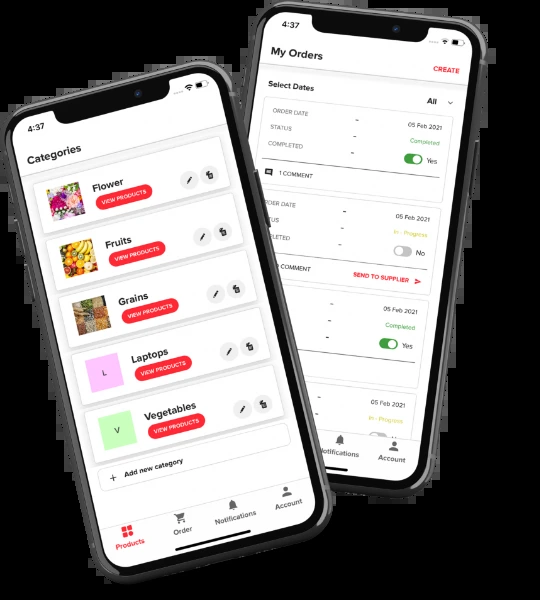 4:37
Categories
Flower
VIEW PRODUCTS
Fruits
VIEW PRODUCTS
Grains
VIEW PRODUCTS
L
Laptops
VIEW PRODUCTS
V
Vegetables
VIEW PRODUCTS
+ Add new category
Products
Order
Notifications
Account
4:37
My Orders
CREATE
Select Dates
All
ORDER DATE - 05 Feb 2021
STATUS - Completed
COMPLETED - Yes
1 COMMENT
ORDER DATE - 05 Feb 2021
TUS - In - Progress
PLETED - No
COMMENT
SEND TO SUPPLIER
- 05 Feb 2021
- Completed
- Yes
- 05 Feb 2021
- In - Progress
otifications
Account